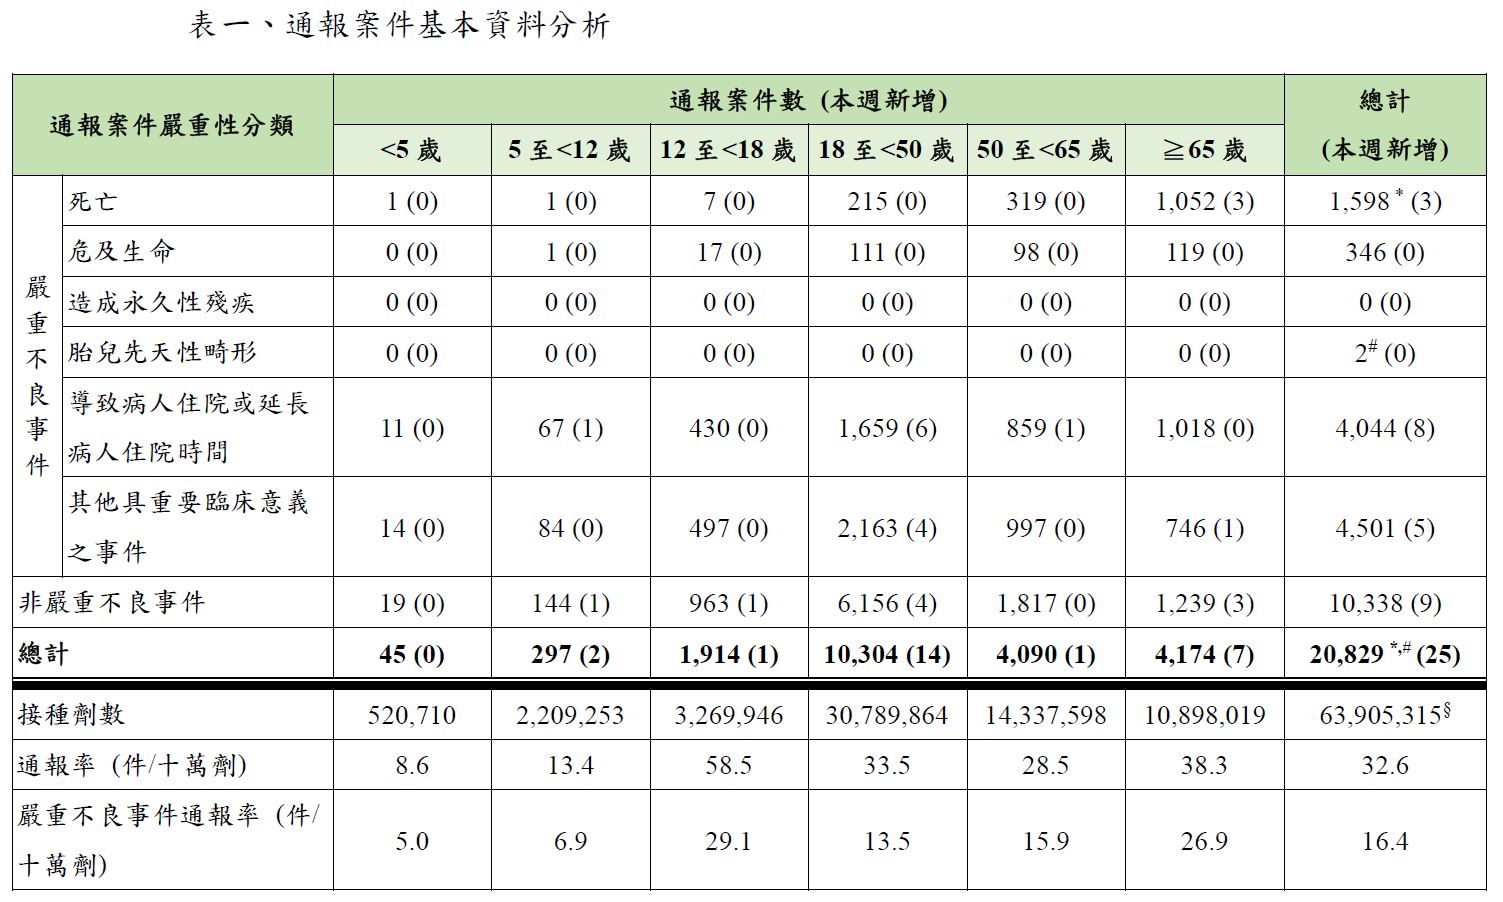 表一、通報案件基本資料分析
通報案件嚴重性分類 通報案件數 (本週新增) 總計 (本週新增)
<5 歲 5 至<12 歲 12 至<18 歲 18 至<50 歲 50 至<65 歲 ≧65 歲
嚴重不良事件
死亡 1 (0) 1 (0) 7 (0) 215 (0) 319 (0) 1,052 (3) 1,598 * (3)
危及生命 0 (0) 1 (0) 17 (0) 111 (0) 98 (0) 119 (0) 346 (0)
造成永久性殘疾 0 (0) 0 (0) 0 (0) 0 (0) 0 (0) 0 (0) 0 (0)
胎兒先天性畸形 0 (0) 0 (0) 0 (0) 0 (0) 0 (0) 0 (0) 2# (0)
導致病人住院或延長
病人住院時間 11 (0) 67 (1) 430 (0) 1,659 (6) 859 (1) 1,018 (0) 4,044 (8)
其他具重要臨床意義
之事件 14 (0) 84 (0) 497 (0) 2,163 (4) 997 (0) 746 (1) 4,501 (5)
非嚴重不良事件 19 (0) 144 (1) 963 (1) 6,156 (4) 1,817 (0) 1,239 (3) 10,338 (9)
總計 45 (0) 297 (2) 1,914 (1) 10,304 (14) 4,090 (1) 4,174 (7) 20,829 *,# (25)
接種劑數 520,710 2,209,253 3,269,946 30,789,864 14,337,598 10,898,019 63,905,315§
通報率 (件/十萬劑) 8.6 13.4 58.5 33.5 28.5 38.3 32.6
嚴重不良事件通報率 (件/
十萬劑) 5.0 6.9 29.1 13.5 15.9 26.9 16.4